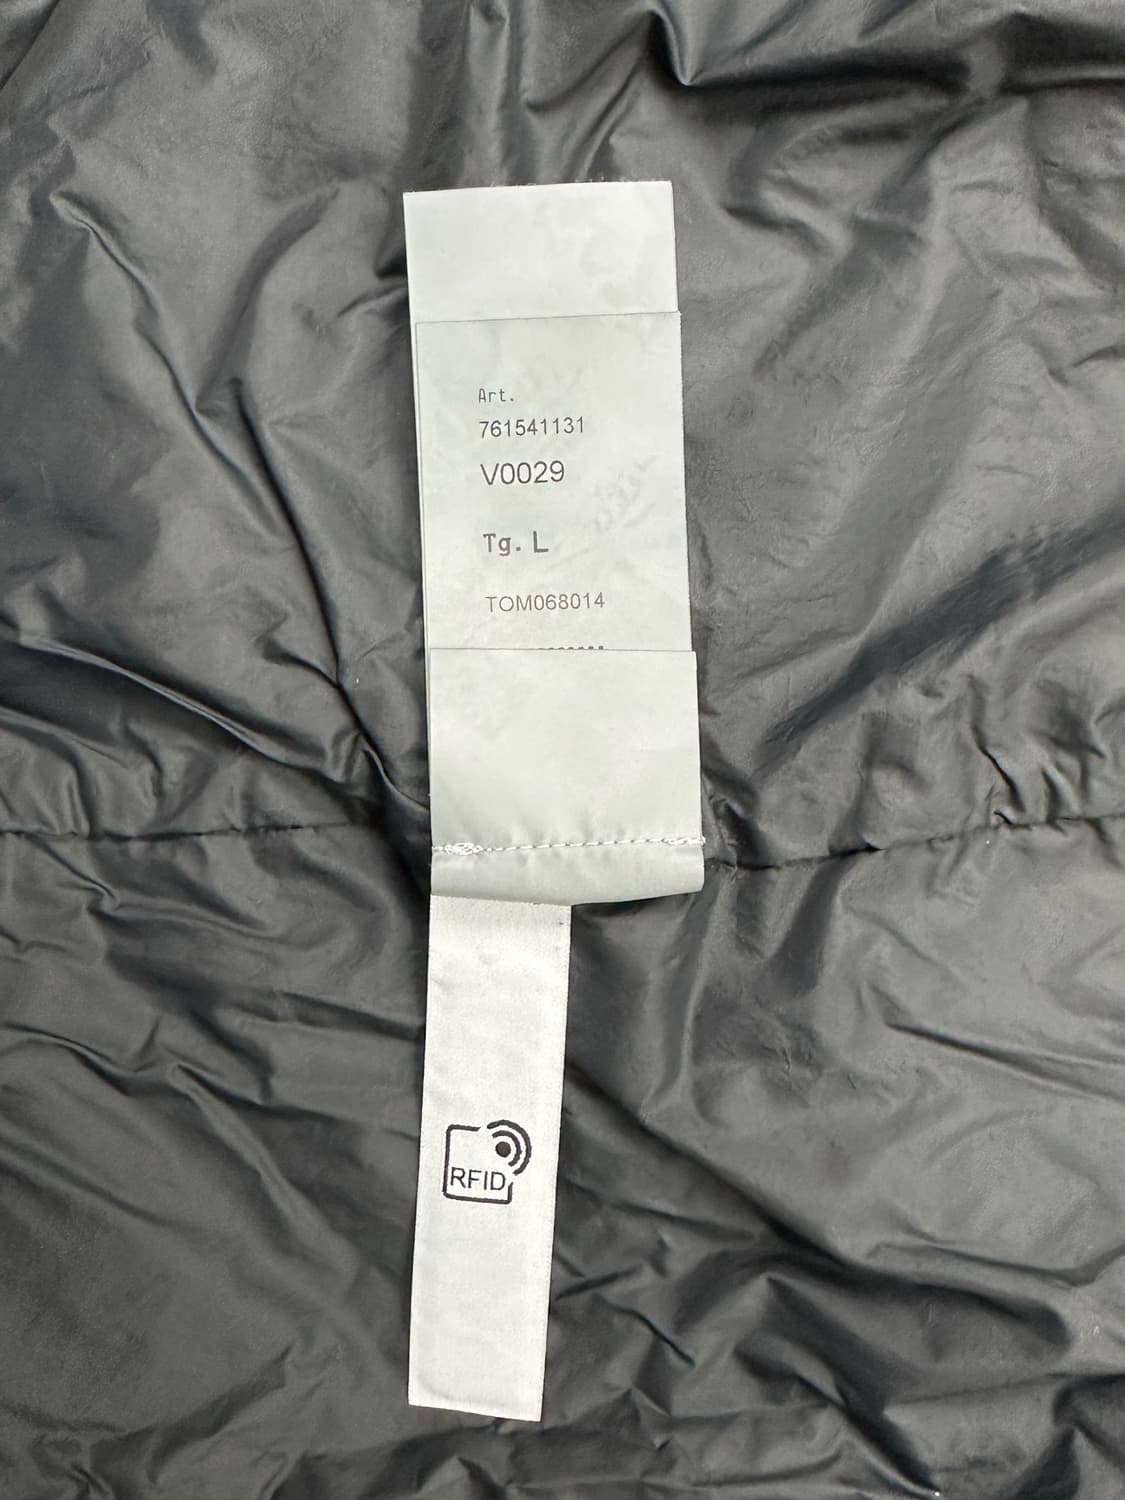 Art.
761541131
V0029
Tg. L
TOM068014
RFID